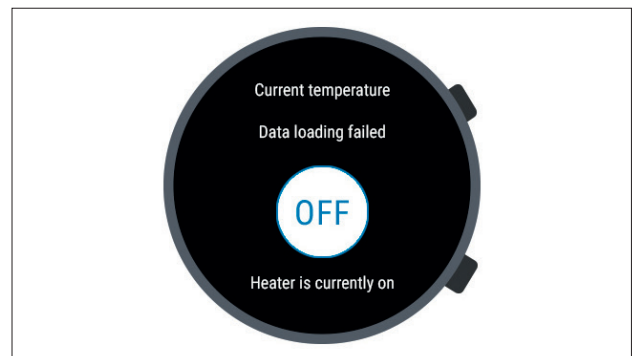 Current temperature
Data loading failed
OFF
Heater is currently on